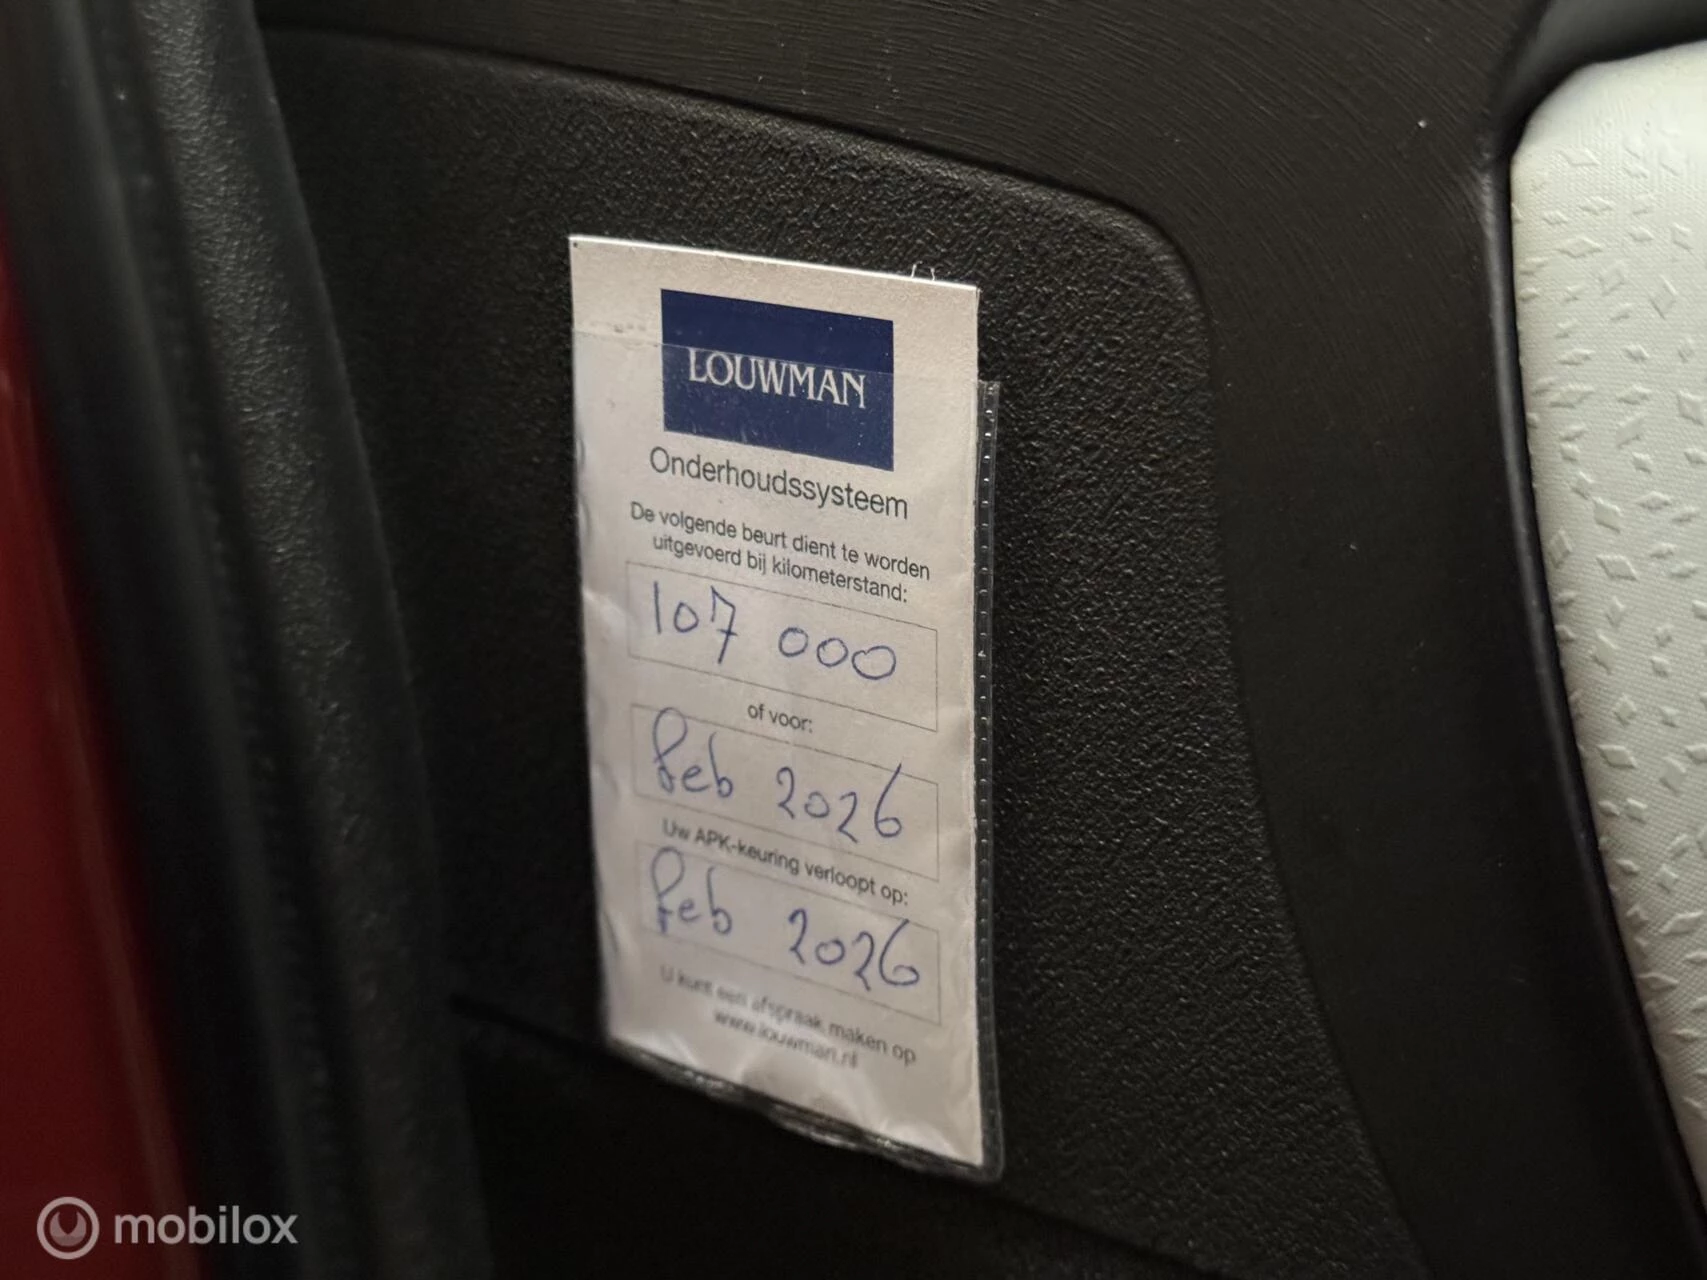 LOUWMAN
Onderhoudssysteem
De volgende beurt dient te worden
uitgevoerd bij kilometerstand:
107 000
of voor:
feb 2026
Uw APK-keuring verloopt op:
feb 2026
U kunt een afspraak maken op
www.louwman.nl
mobilox